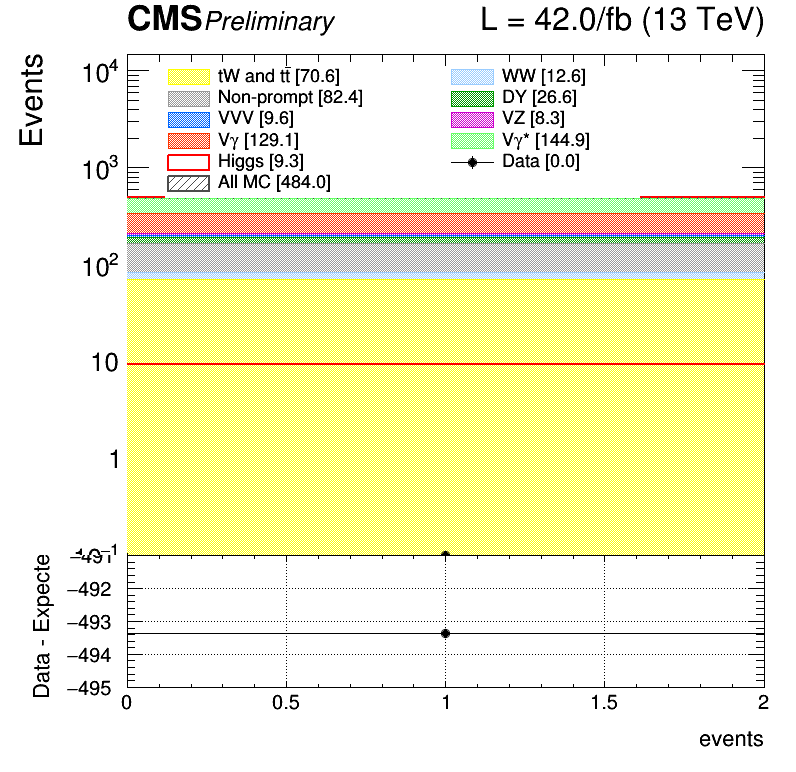 CMS Preliminary L = 42.0/fb (13 TeV)
Events
10⁴
10³
10²
10
1
tW and tt̄ [70.6]
Non-prompt [82.4]
VVV [9.6]
Vγ [129.1]
Higgs [9.3]
All MC [484.0]
WW [12.6]
DY [26.6]
VZ [8.3]
Vγ* [144.9]
Data [0.0]
Data - Expecte
−492
−493
−494
−495
0 0.5 1 1.5 2
events